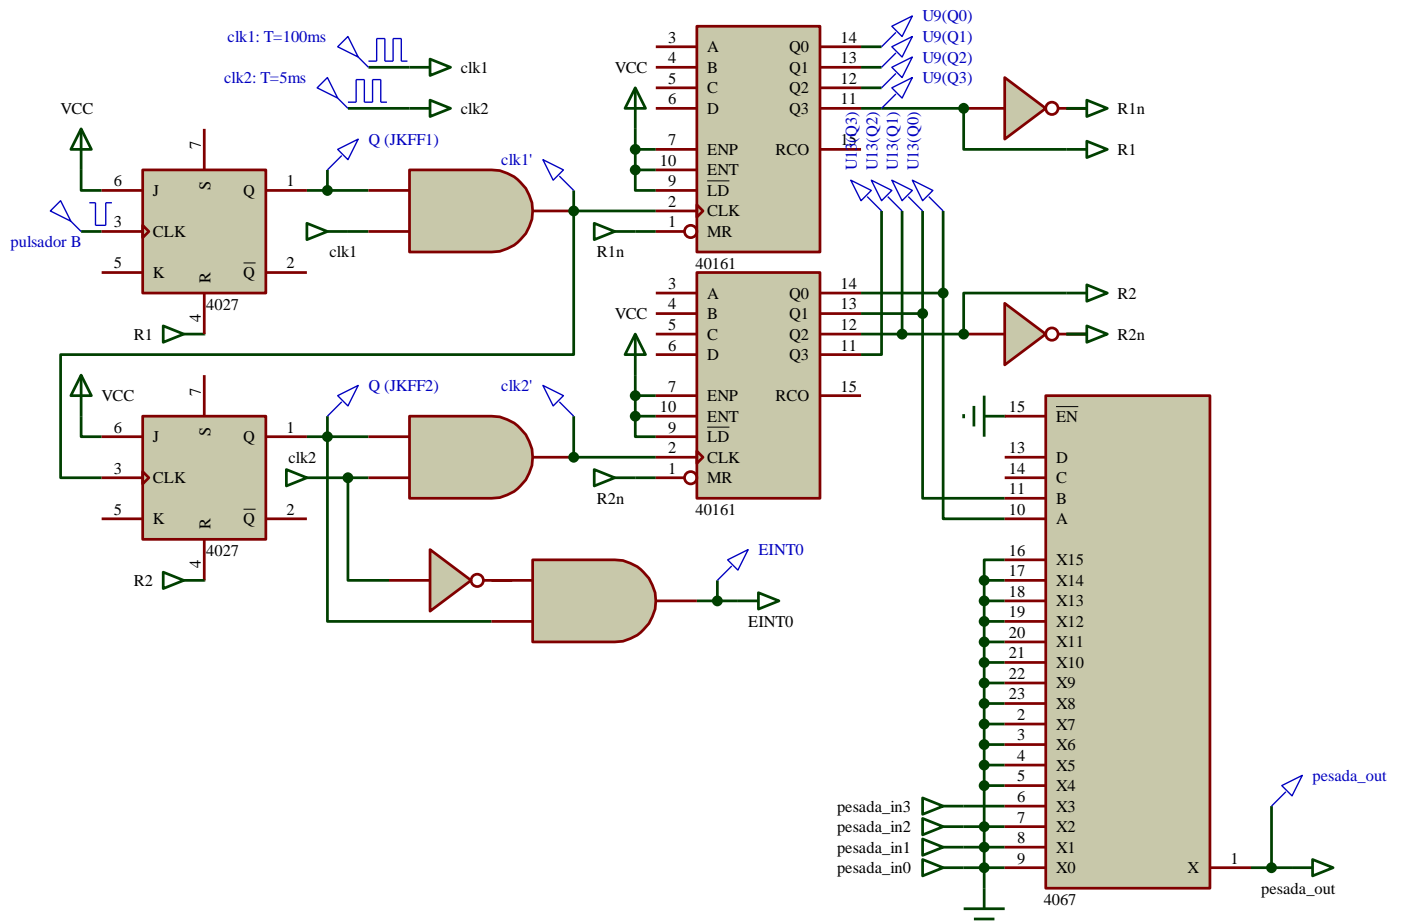 clk1: T=100ms
clk1
clk2: T=5ms
clk2
VCC
7
Q (JKFF1)
6 J S Q 1
pulsador B
3 CLK
5 K R Q 2
4
4027
R1
clk1
clk1'
VCC
3 A Q0 14
4 B Q1 13
5 C Q2 12
6 D Q3 11
7 ENP RCO 15
10 ENT
9 LD
2 CLK
1 MR
R1n
40161
U9(Q0)
U9(Q1)
U9(Q2)
U9(Q3)
U13(Q3)
U13(Q2)
U13(Q1)
U13(Q0)
R1n
R1
VCC
3 A Q0 14
4 B Q1 13
5 C Q2 12
6 D Q3 11
7 ENP RCO 15
10 ENT
9 LD
2 CLK
1 MR
R2n
40161
R2
R2n
VCC
7
Q (JKFF2)
6 J S Q 1
3 CLK
5 K R Q 2
4
4027
R2
clk2
clk2'
EINT0
EINT0
15 EN
13 D
14 C
11 B
10 A
16 X15
17 X14
18 X13
19 X12
20 X11
21 X10
22 X9
23 X8
2 X7
3 X6
4 X5
5 X4
pesada_in3 6 X3
pesada_in2 7 X2
pesada_in1 8 X1
pesada_in0 9 X0
X 1
4067
pesada_out
pesada_out